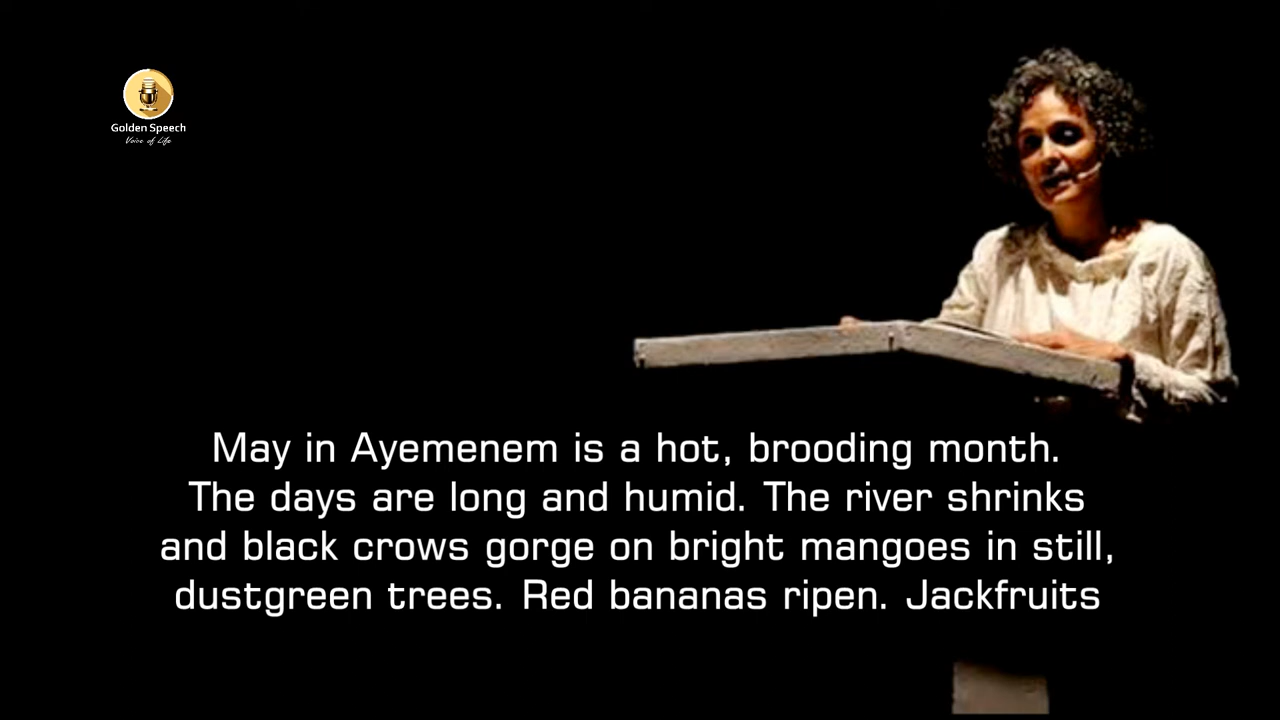 Golden Speech
Voice of Life
May in Ayemenem is a hot, brooding month.
The days are long and humid. The river shrinks
and black crows gorge on bright mangoes in still,
dustgreen trees. Red bananas ripen. Jackfruits